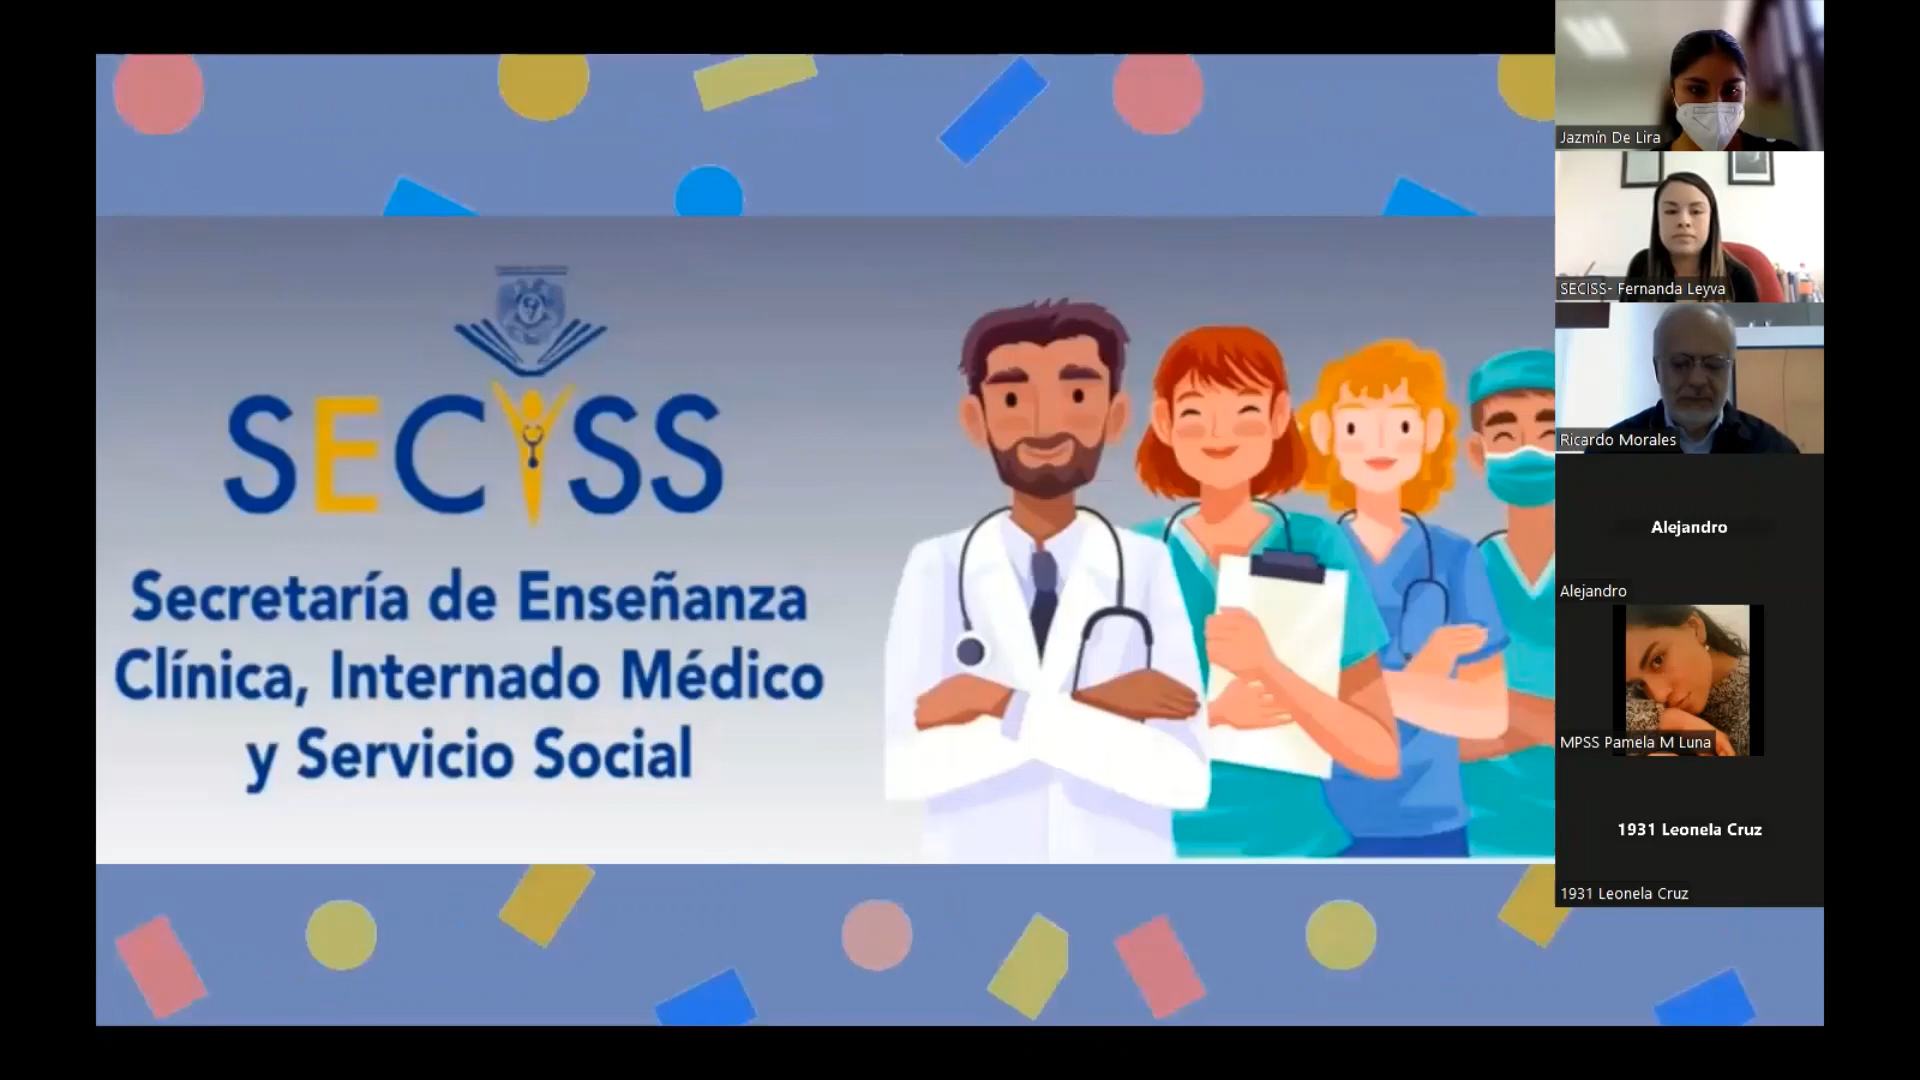 SECISS
Secretaría de Enseñanza
Clínica, Internado Médico
y Servicio Social
Jazmín De Lira
SECISS- Fernanda Leyva
Ricardo Morales
Alejandro
Alejandro
MPSS Pamela M Luna
1931 Leonela Cruz
1931 Leonela Cruz